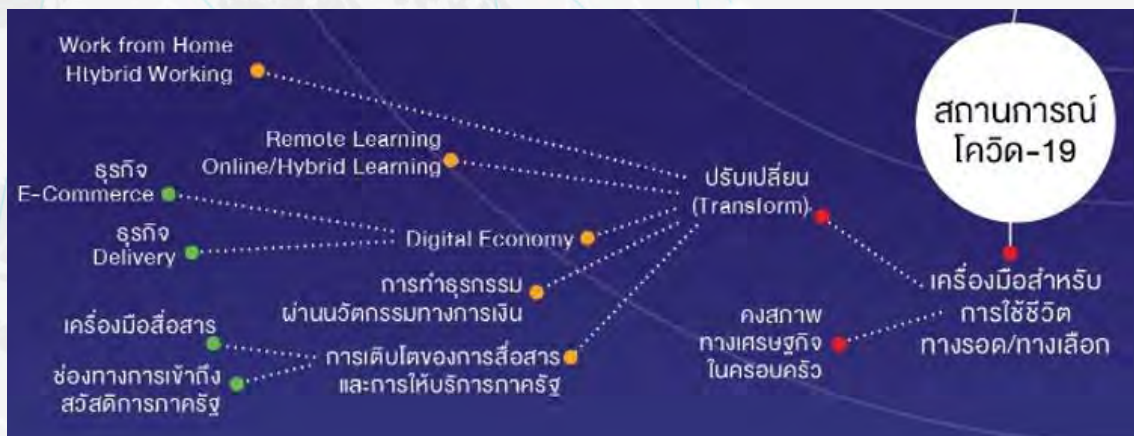 Work from Home
Hlybrid Working
Remote Learning
Online/Hybrid Learning
ธุรกิจ
E-Commerce
ธุรกิจ
Delivery
Digital Economy
การทำธุรกรรม
ผ่านนวัตกรรมทางการเงิน
เครื่องมือสื่อสาร
ช่องทางการเข้าถึง
สวัสดิการภาครัฐ
การเติบโตของการสื่อสาร
และการให้บริการภาครัฐ
ปรับเปลี่ยน
(Transform)
คงสภาพ
ทางเศรษฐกิจ
ในครอบครัว
สถานการณ์
โควิด-19
เครื่องมือสำหรับ
การใช้ชีวิต
ทางรอด/ทางเลือก